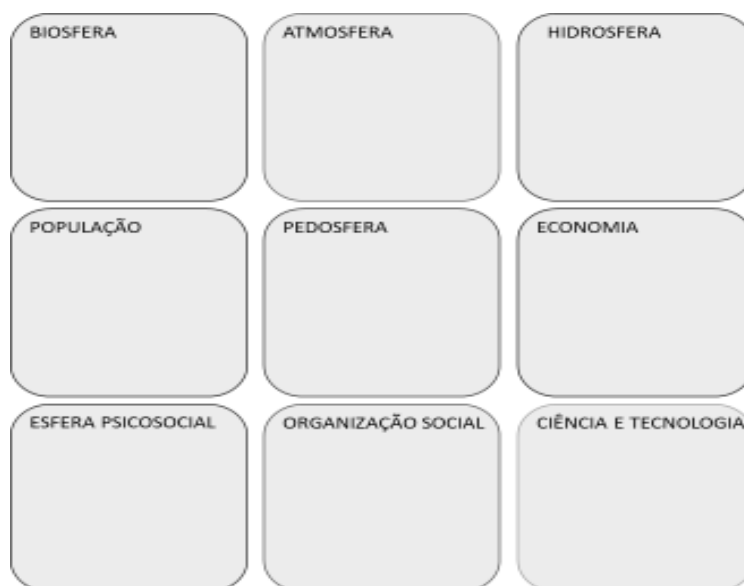 BIOSFERA
ATMOSFERA
HIDROSFERA
POPULAÇÃO
PEDOSFERA
ECONOMIA
ESFERA PSICOSOCIAL
ORGANIZAÇÃO SOCIAL
CIÊNCIA E TECNOLOGIA